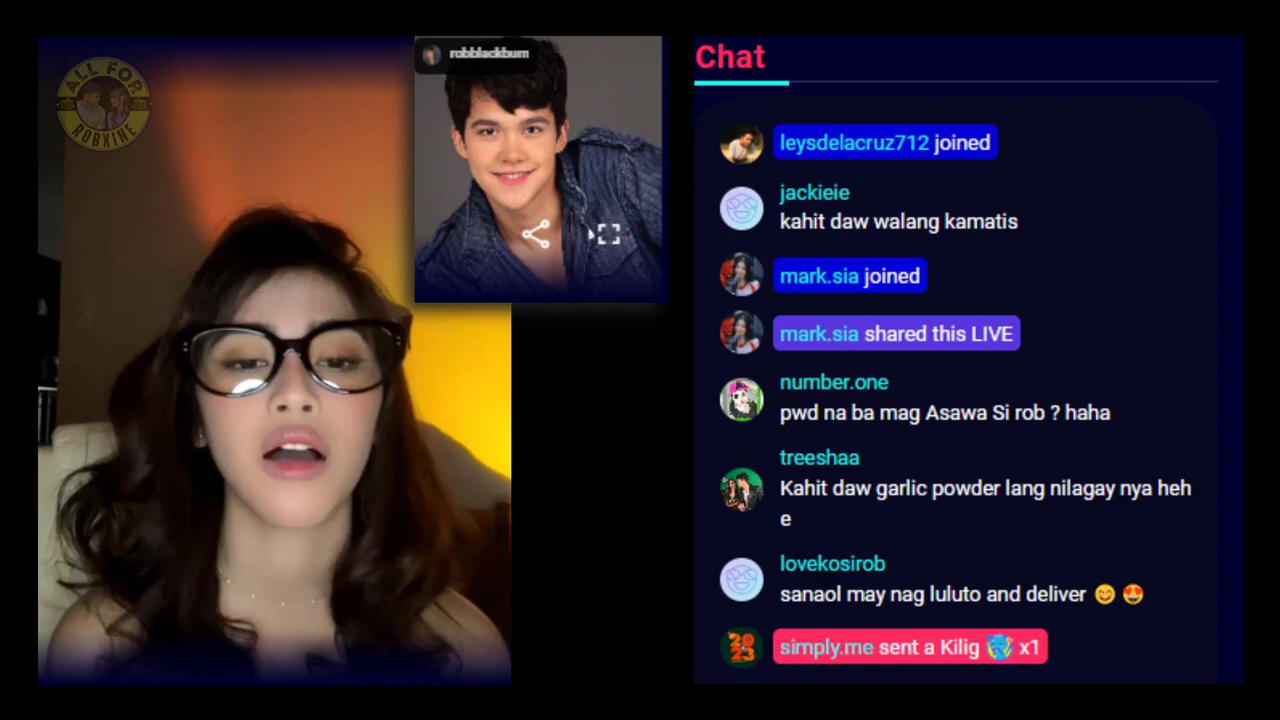 ALL FOR
ROBXINE
robblackburn
Chat
leysdelacruz712 joined
jackieie
kahit daw walang kamatis
mark.sia joined
mark.sia shared this LIVE
number.one
pwd na ba mag Asawa Si rob ? haha
treeshaa
Kahit daw garlic powder lang nilagay nya heh
e
lovekosirob
sanaol may nag luluto and deliver 😊 😍
2023
simply.me sent a Kilig x1